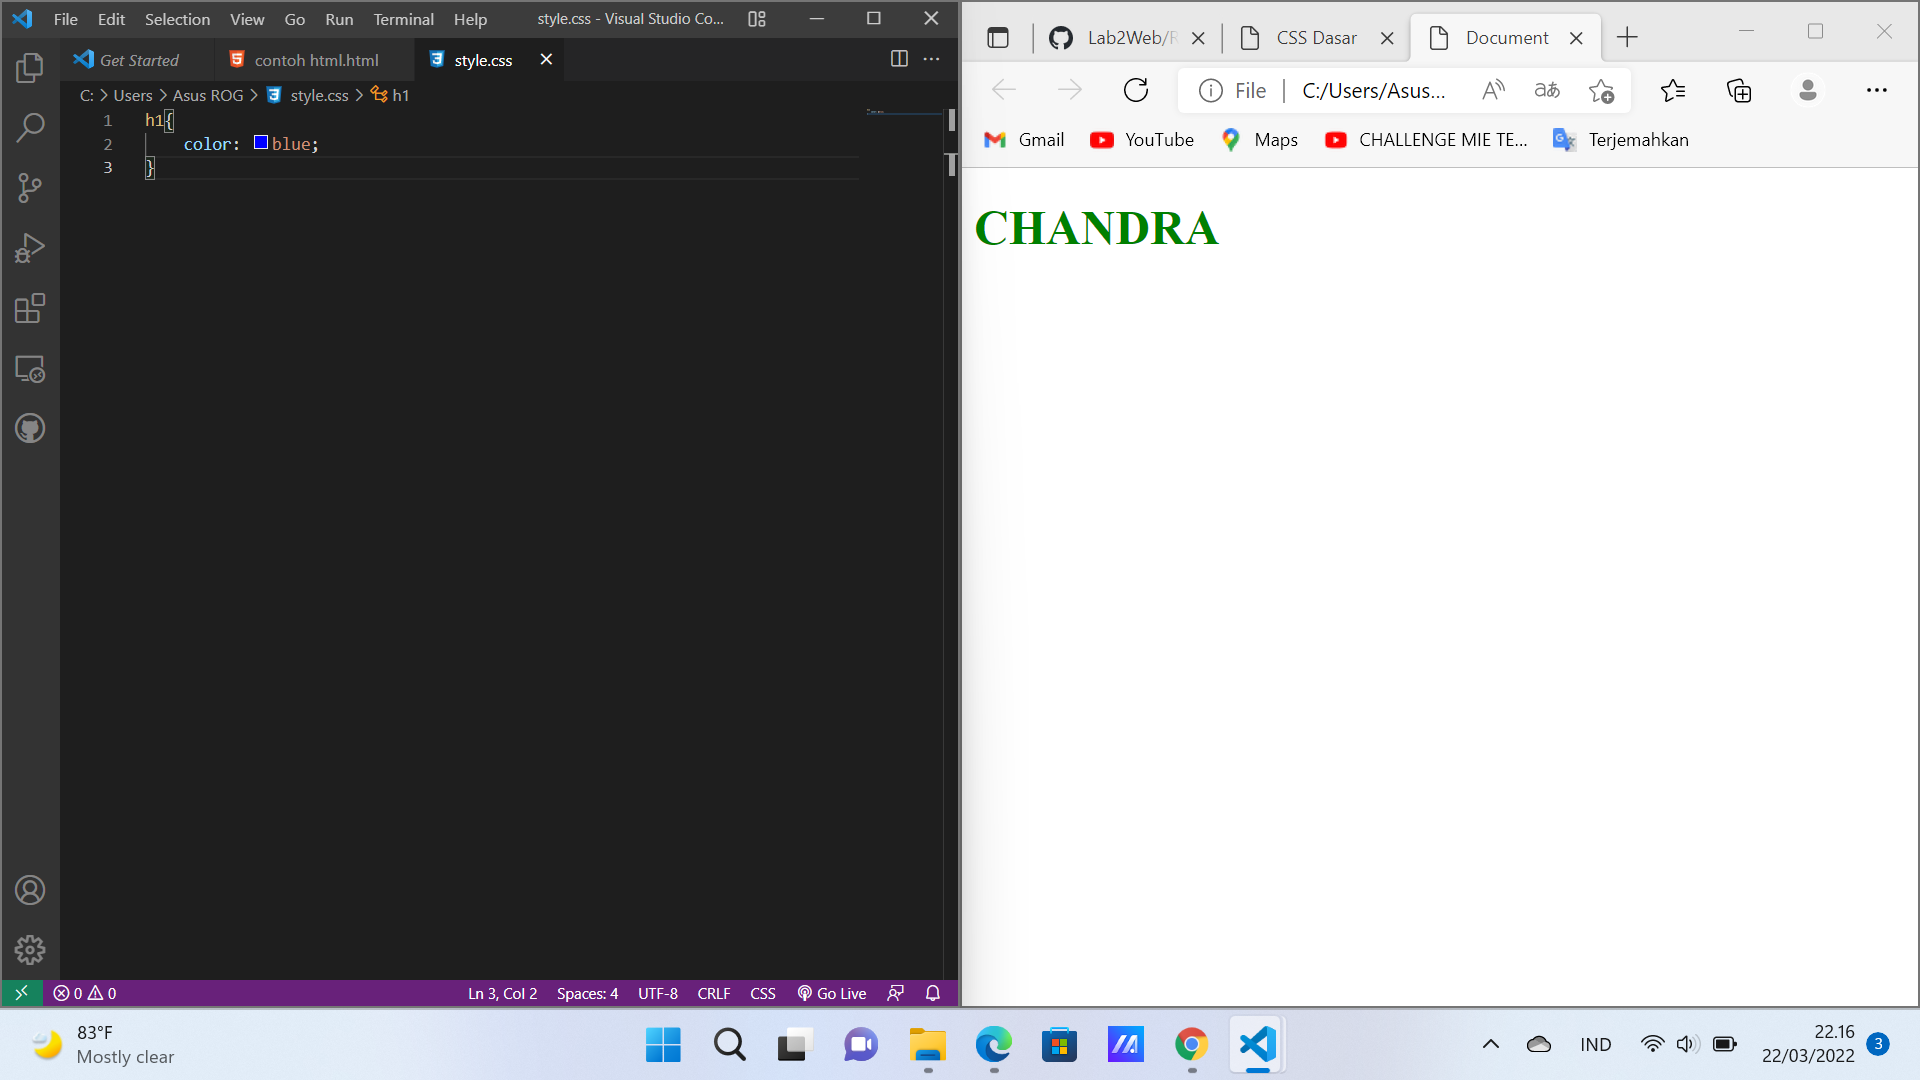 File Edit Selection View Go Run Terminal Help style.css - Visual Studio Co...
Get Started contoh html.html style.css
C: > Users > Asus ROG > style.css > h1
1 h1{
2 color: blue;
3 }
0 0 Ln 3, Col 2 Spaces: 4 UTF-8 CRLF CSS Go Live
Lab2Web/R CSS Dasar Document
File C:/Users/Asus...
Gmail YouTube Maps CHALLENGE MIE TE... Terjemahkan
CHANDRA
83°F
Mostly clear
IND
22.16
22/03/2022
3